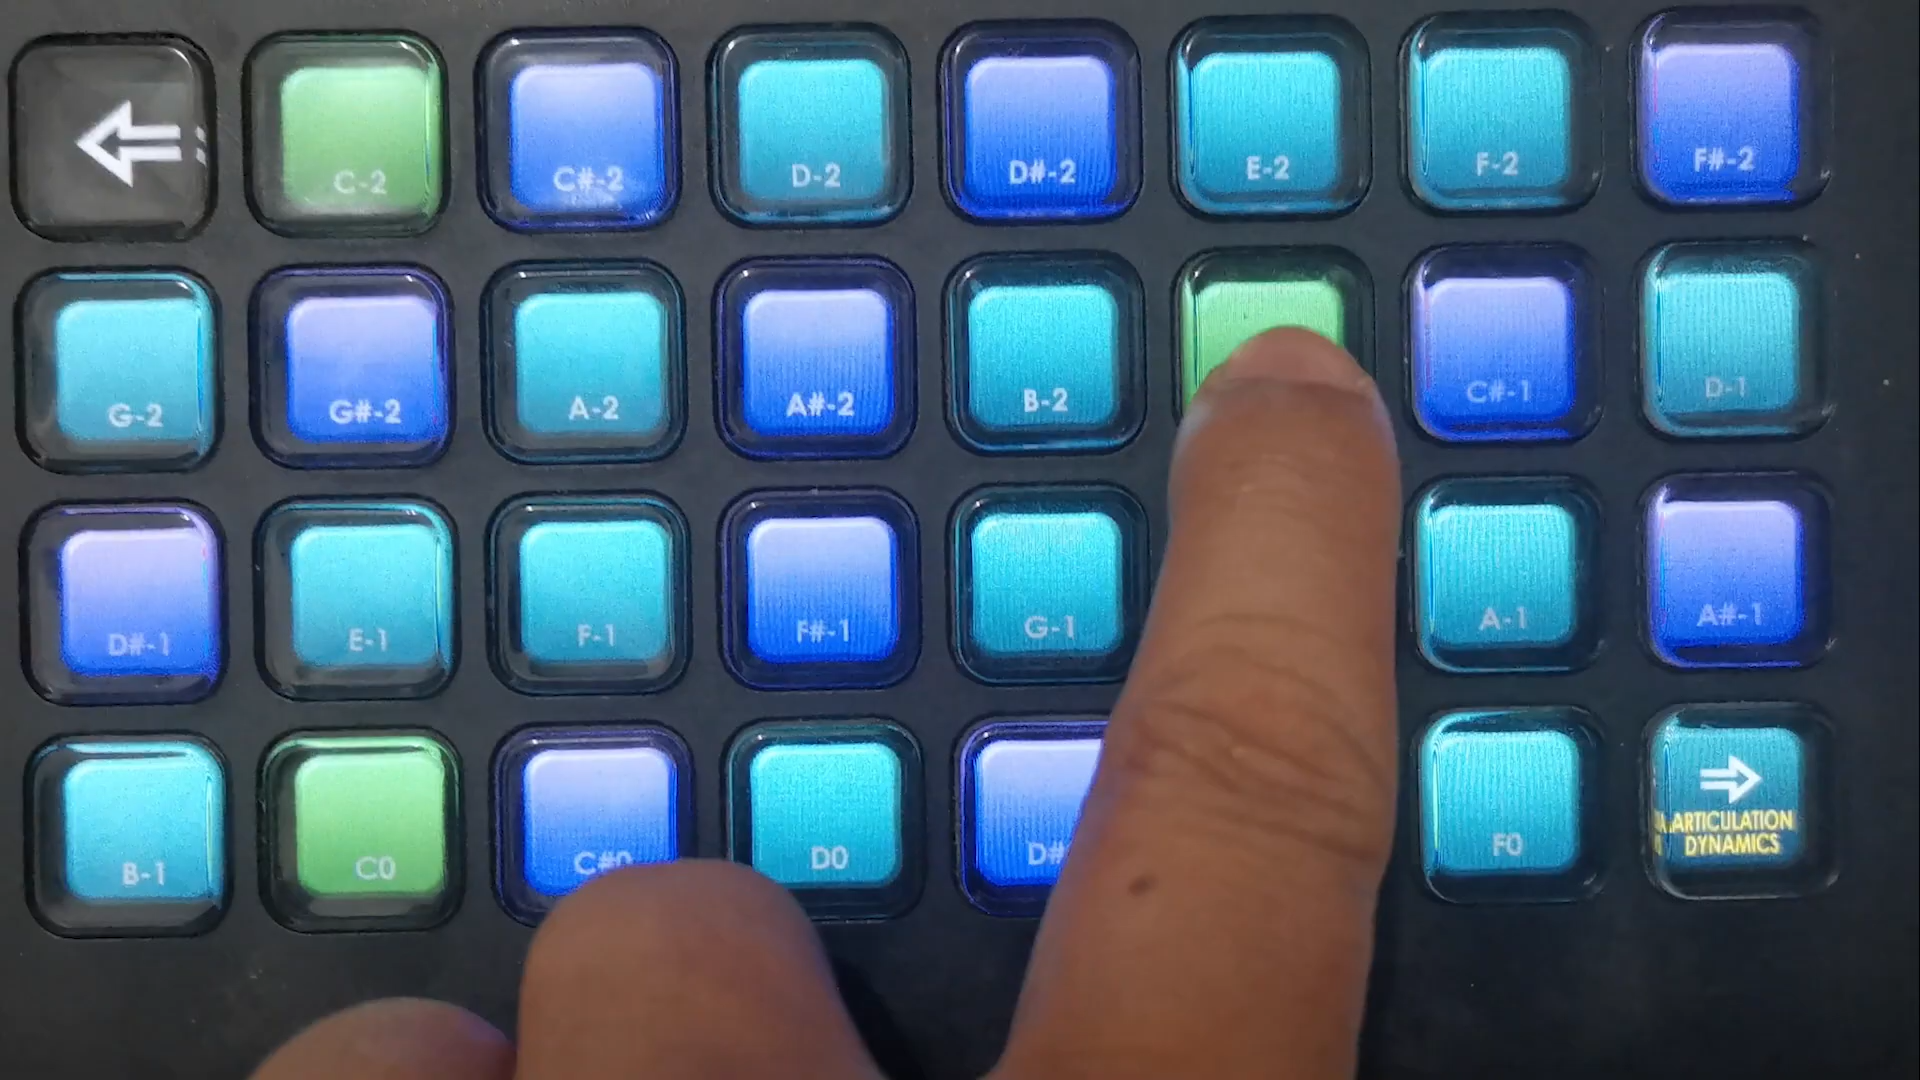 C-2
C#-2
D-2
D#-2
E-2
F-2
F#-2
G-2
G#-2
A-2
A#-2
B-2
C#-1
D-1
D#-1
E-1
F-1
F#-1
G-1
A-1
A#-1
B-1
C0
C#0
D0
D#
F0
ARTICULATION
DYNAMICS